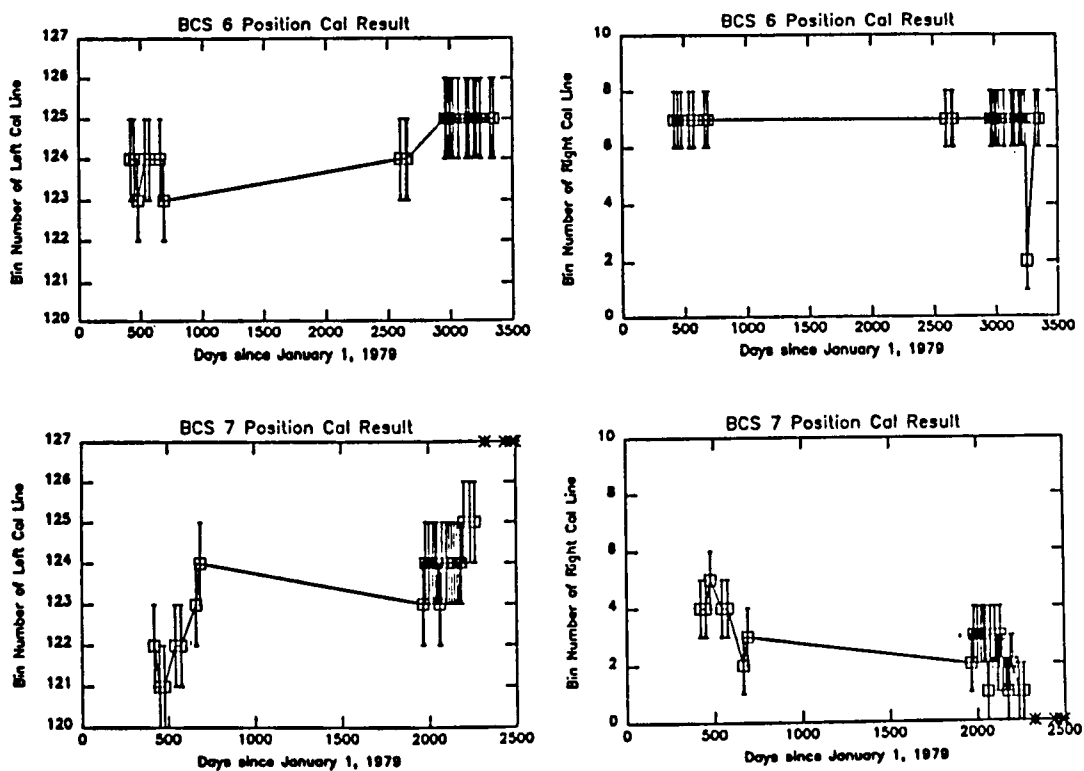 BCS 6 Position Cal Result
127
126
125
124
123
122
121
120
Bin Number of Left Cal Line
0 500 1000 1500 2000 2500 3000 3500
Days since January 1, 1979
BCS 6 Position Cal Result
10
8
6
4
2
0
Bin Number of Right Cal Line
0 500 1000 1500 2000 2500 3000 3500
Days since January 1, 1979
BCS 7 Position Cal Result
127
126
125
124
123
122
121
120
Bin Number of Left Cal Line
0 500 1000 1500 2000 2500
Days since January 1, 1979
BCS 7 Position Cal Result
10
8
6
4
2
0
Bin Number of Right Cal Line
0 500 1000 1500 2000 2500
Days since January 1, 1979